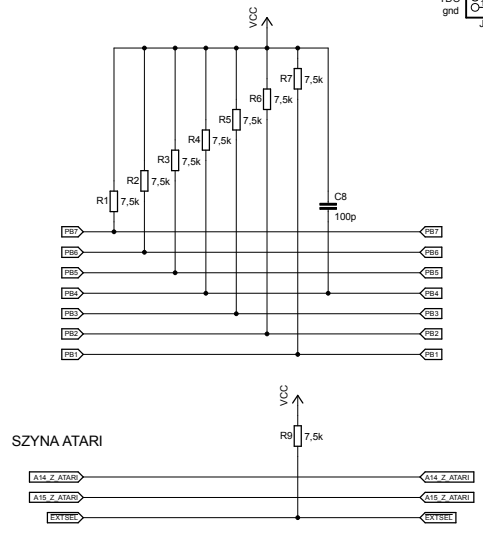 gnd
J
VCC
R7
7,5k
R6
7,5k
R5
7,5k
R4
7,5k
R3
7,5k
R2
7,5k
R1
7,5k
C8
100p
PB7 PB7
PB6 PB6
PB5 PB5
PB4 PB4
PB3 PB3
PB2 PB2
PB1 PB1
VCC
R9
7,5k
SZYNA ATARI
A14_Z_ATARI A14_Z_ATARI
A15_Z_ATARI A15_Z_ATARI
EXTSEL EXTSEL